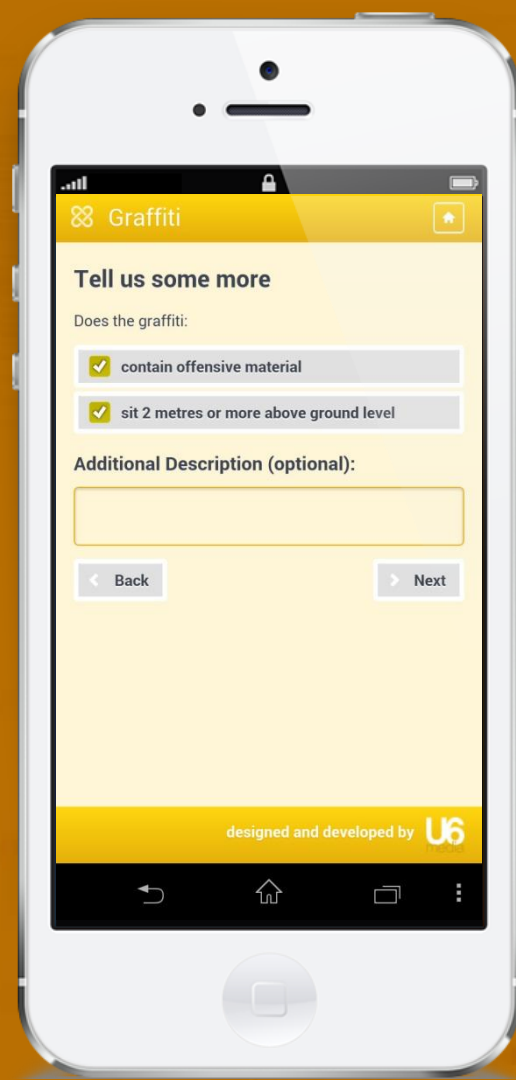 Graffiti
Tell us some more
Does the graffiti:
contain offensive material
sit 2 metres or more above ground level
Additional Description (optional):
Back
Next
designed and developed by
U6
media